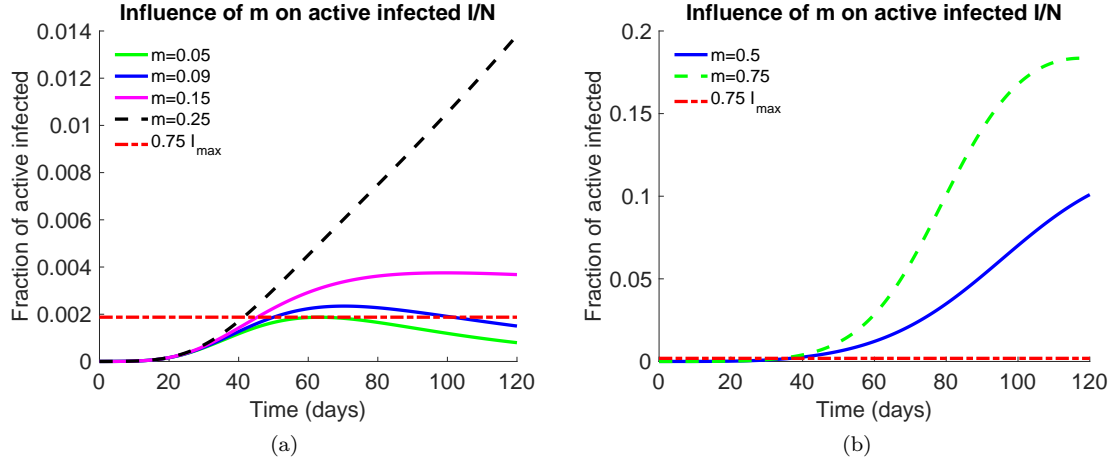 Influence of m on active infected I/N
Fraction of active infected
0.014
0.012
0.01
0.008
0.006
0.004
0.002
0
m=0.05
m=0.09
m=0.15
m=0.25
0.75 I_max
0 20 40 60 80 100 120
Time (days)
(a)
Influence of m on active infected I/N
Fraction of active infected
0.2
0.15
0.1
0.05
0
m=0.5
m=0.75
0.75 I_max
0 20 40 60 80 100 120
Time (days)
(b)